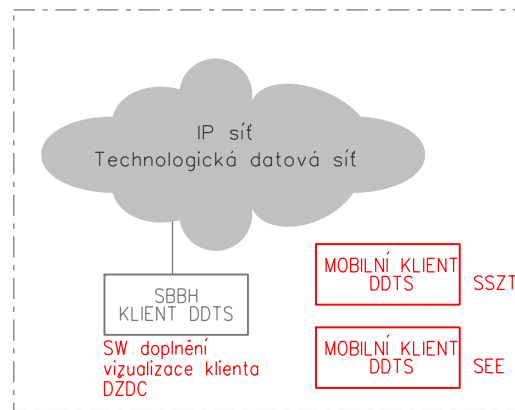 IP síť
Technologická datová síť
SBBH
KLIENT DDTS
SW doplnění
vizualizace klienta
DŽDC
MOBILNÍ KLIENT
DDTS
SSZT
MOBILNÍ KLIENT
DDTS
SEE